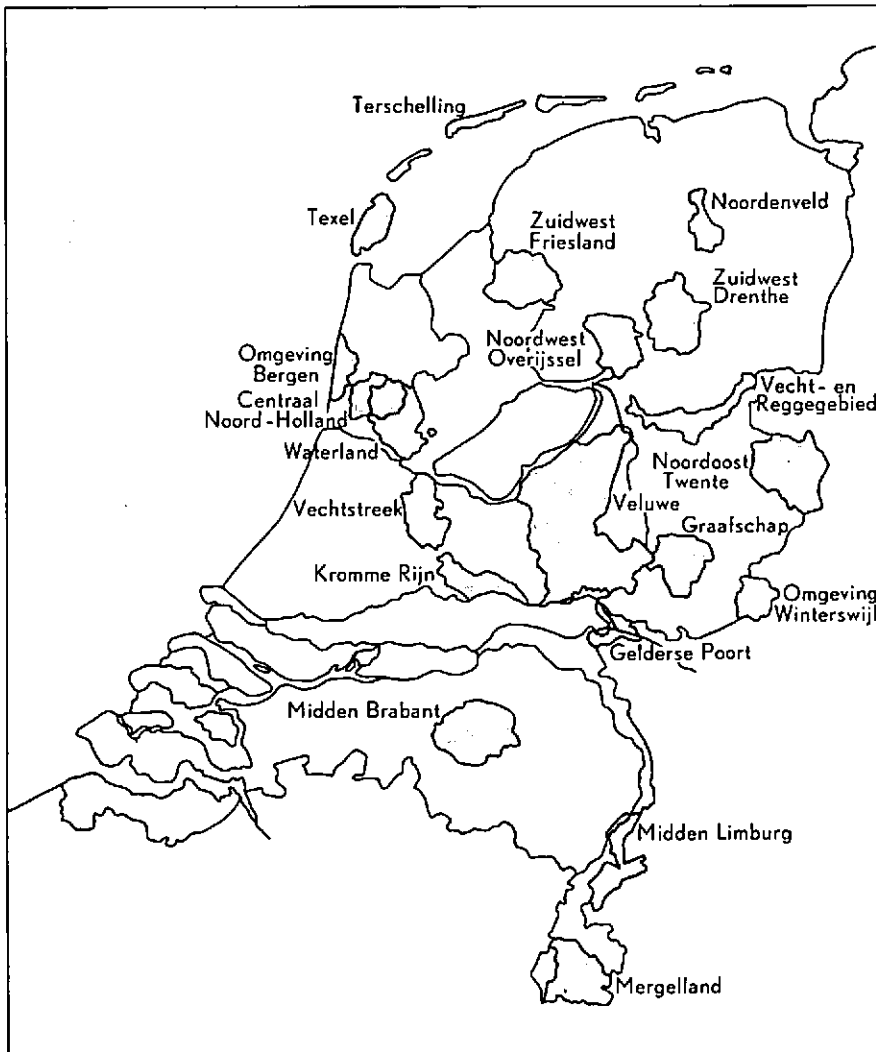 Terschelling
Texel
Noordenveld
Zuidwest
Friesland
Zuidwest
Drenthe
Noordwest
Overijssel
Omgeving
Bergen
Centraal
Noord-Holland
Vecht- en
Reggegebied
Waterland
Noordoost
Twente
Vechtstreek
Veluwe
Graafschap
Kromme Rijn
Omgeving
Winterswijk
Gelderse Poort
Midden Brabant
Midden Limburg
Mergelland